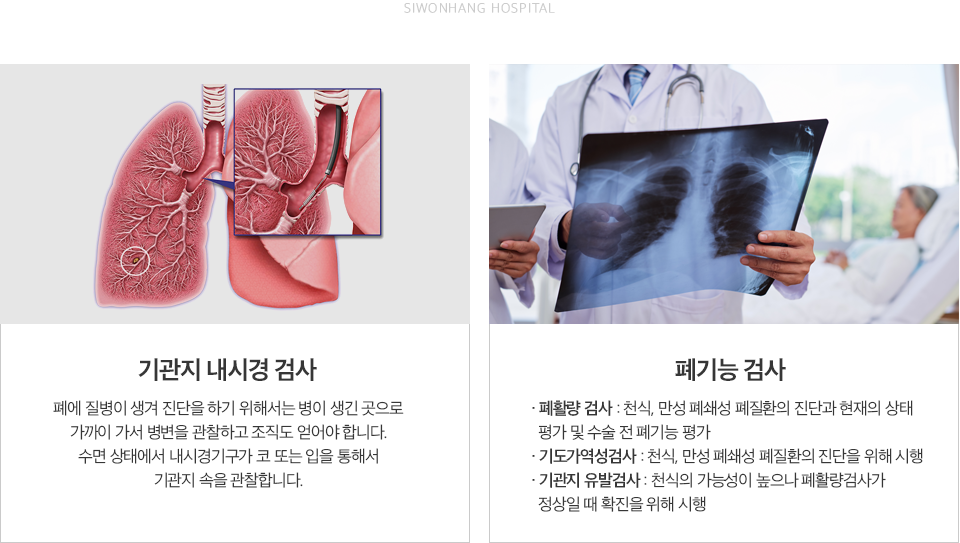 SIWONHANG HOSPITAL
기관지 내시경 검사
폐에 질병이 생겨 진단을 하기 위해서는 병이 생긴 곳으로
가까이 가서 병변을 관찰하고 조직도 얻어야 합니다.
수면 상태에서 내시경기구가 코 또는 입을 통해서
기관지 속을 관찰합니다.
폐기능 검사
· 폐활량 검사 : 천식, 만성 폐쇄성 폐질환의 진단과 현재의 상태
평가 및 수술 전 폐기능 평가
· 기도가역성검사 : 천식, 만성 폐쇄성 폐질환의 진단을 위해 시행
· 기관지 유발검사 : 천식의 가능성이 높으나 폐활량검사가
정상일 때 확진을 위해 시행